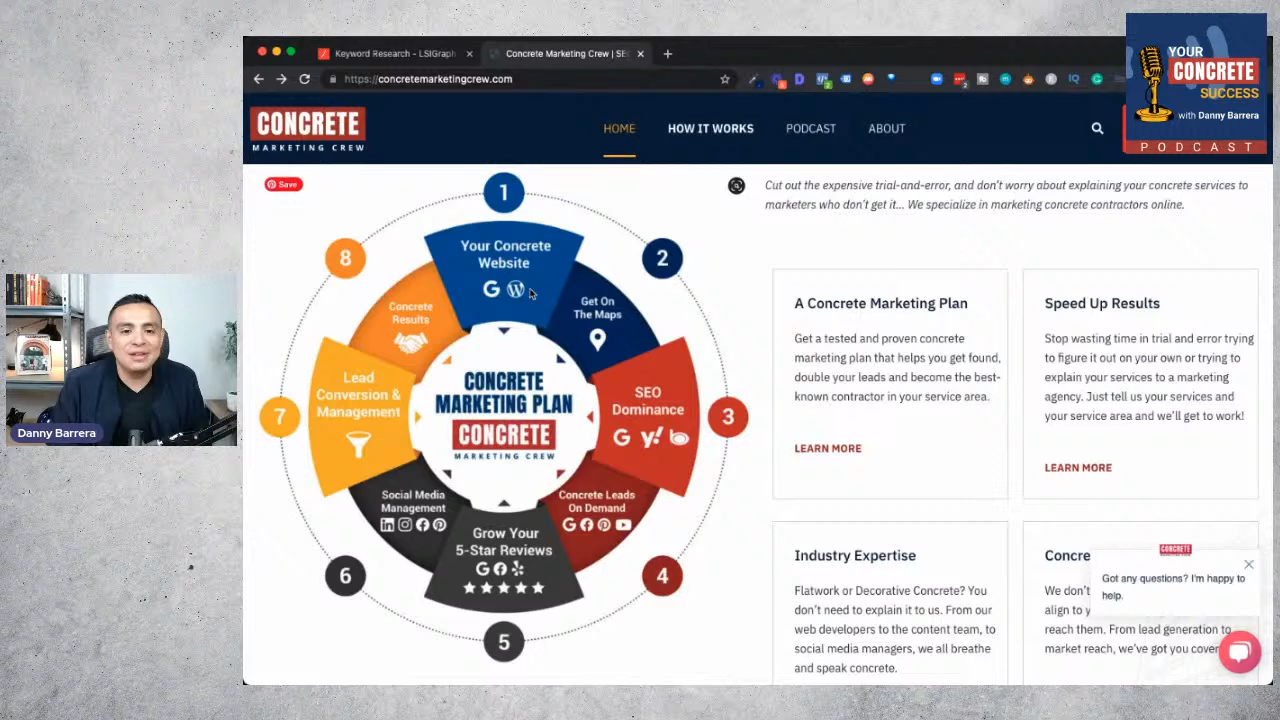 Keyword Research - LSIGraph
Concrete Marketing Crew | SEO
https://concretemarketingcrew.com
YOUR
CONCRETE
SUCCESS
with Danny Barrera
PODCAST
CONCRETE
MARKETING CREW
HOME
HOW IT WORKS
PODCAST
ABOUT
Save
Cut out the expensive trial-and-error, and don't worry about explaining your concrete services to
marketers who don't get it... We specialize in marketing concrete contractors online.
1
Your Concrete
Website
2
Get On
The Maps
3
SEO
Dominance
4
Concrete Leads
On Demand
5
Grow Your
5-Star Reviews
6
Social Media
Management
7
Lead
Conversion &
Management
8
Concrete
Results
CONCRETE
MARKETING PLAN
CONCRETE
MARKETING CREW
A Concrete Marketing Plan
Get a tested and proven concrete
marketing plan that helps you get found,
double your leads and become the best-
known contractor in your service area.
LEARN MORE
Speed Up Results
Stop wasting time in trial and error trying
to figure it out on your own or trying to
explain your services to a marketing
agency. Just tell us your services and
your service area and we'll get to work!
LEARN MORE
Industry Expertise
Flatwork or Decorative Concrete? You
don't need to explain it to us. From our
web developers to the content team, to
social media managers, we all breathe
and speak concrete.
Concre
We don't
align to y
reach them. From lead generation to
market reach, we've got you cover
CONCRETE
Got any questions? I'm happy to
help.
Danny Barrera